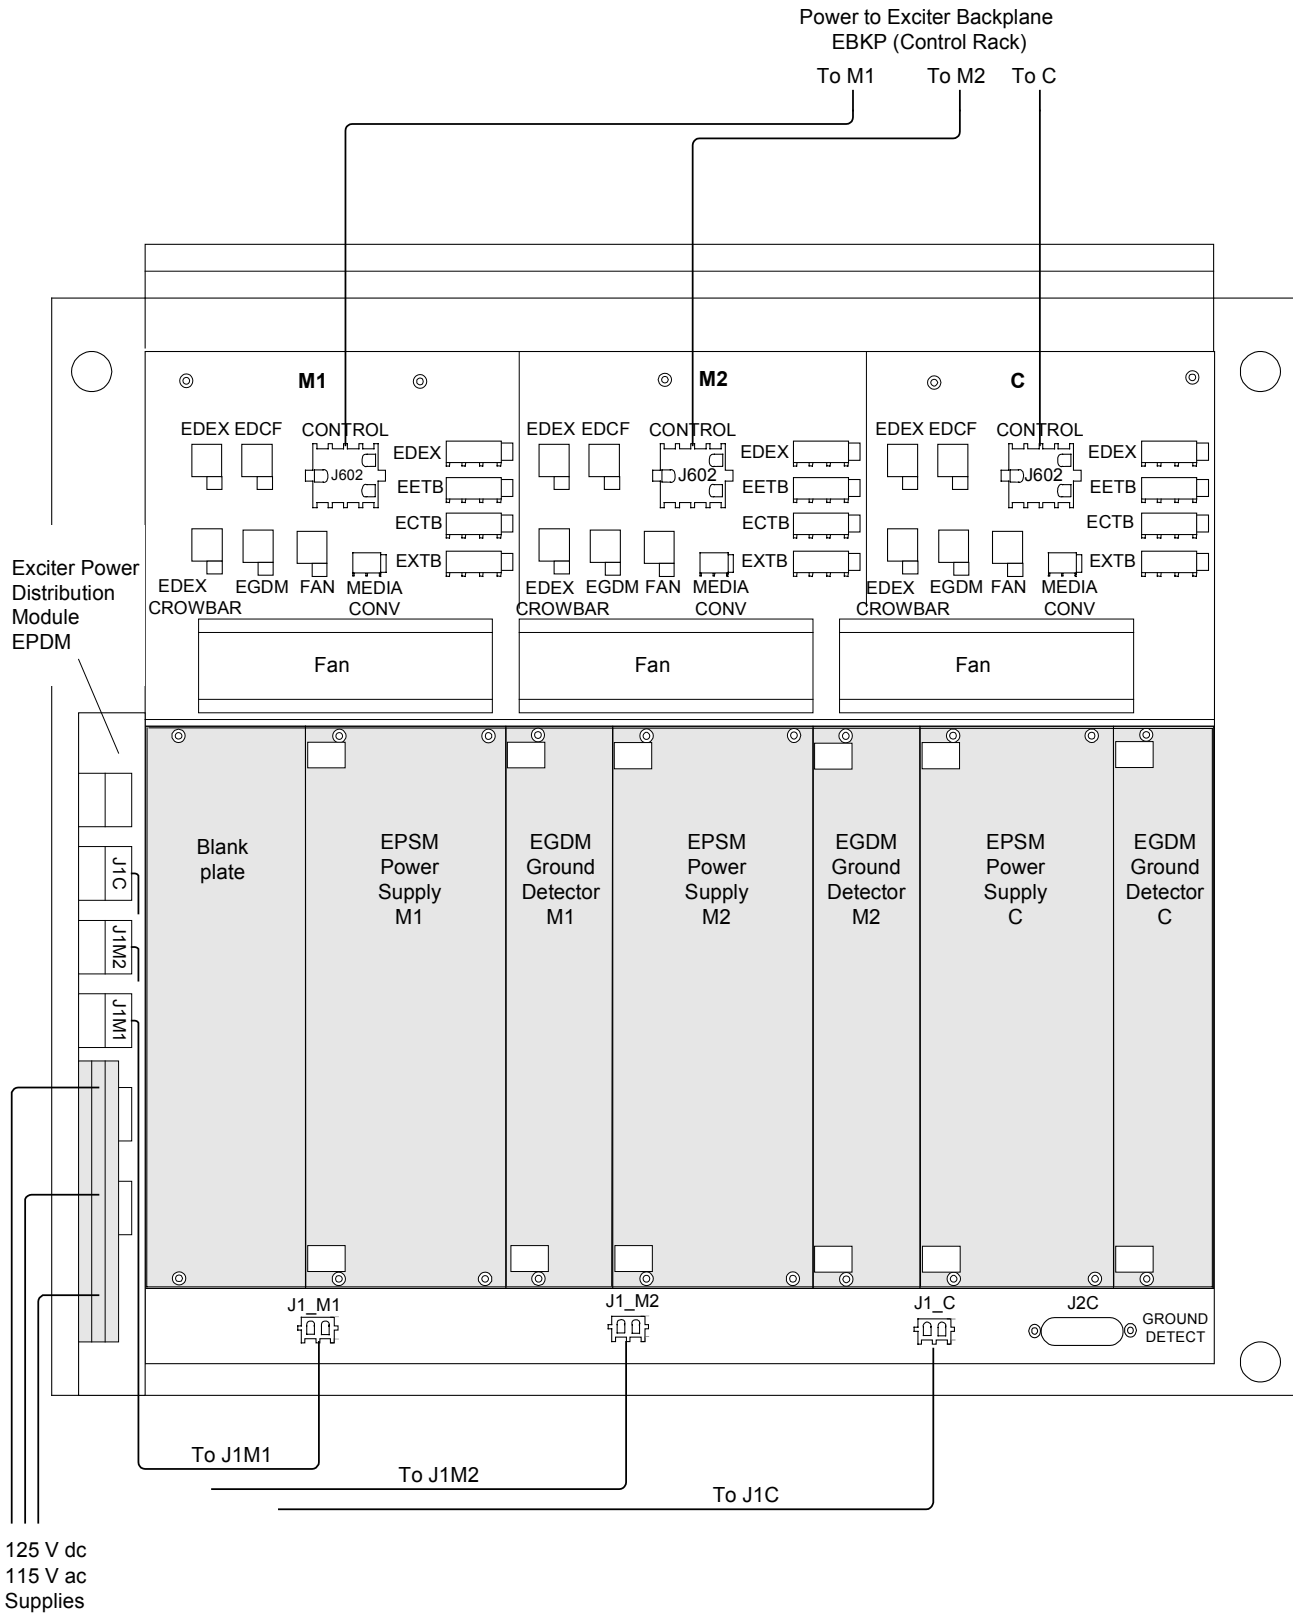 Power to Exciter Backplane
EBKP (Control Rack)
To M1
To M2
To C
M1
M2
C
EDEX EDCF
CONTROL
J602
EDEX
EETB
ECTB
EXTB
EDEX
CROWBAR
EGDM
FAN
MEDIA
CONV
EDEX EDCF
CONTROL
J602
EDEX
EETB
ECTB
EXTB
EDEX
CROWBAR
EGDM
FAN
MEDIA
CONV
EDEX EDCF
CONTROL
J602
EDEX
EETB
ECTB
EXTB
EDEX
CROWBAR
EGDM
FAN
MEDIA
CONV
Exciter Power
Distribution
Module
EPDM
Fan
Fan
Fan
J1C
J1M2
J1M1
Blank
plate
EPSM
Power
Supply
M1
EGDM
Ground
Detector
M1
EPSM
Power
Supply
M2
EGDM
Ground
Detector
M2
EPSM
Power
Supply
C
EGDM
Ground
Detector
C
J1_M1
J1_M2
J1_C
J2C
GROUND
DETECT
To J1M1
To J1M2
To J1C
125 V dc
115 V ac
Supplies